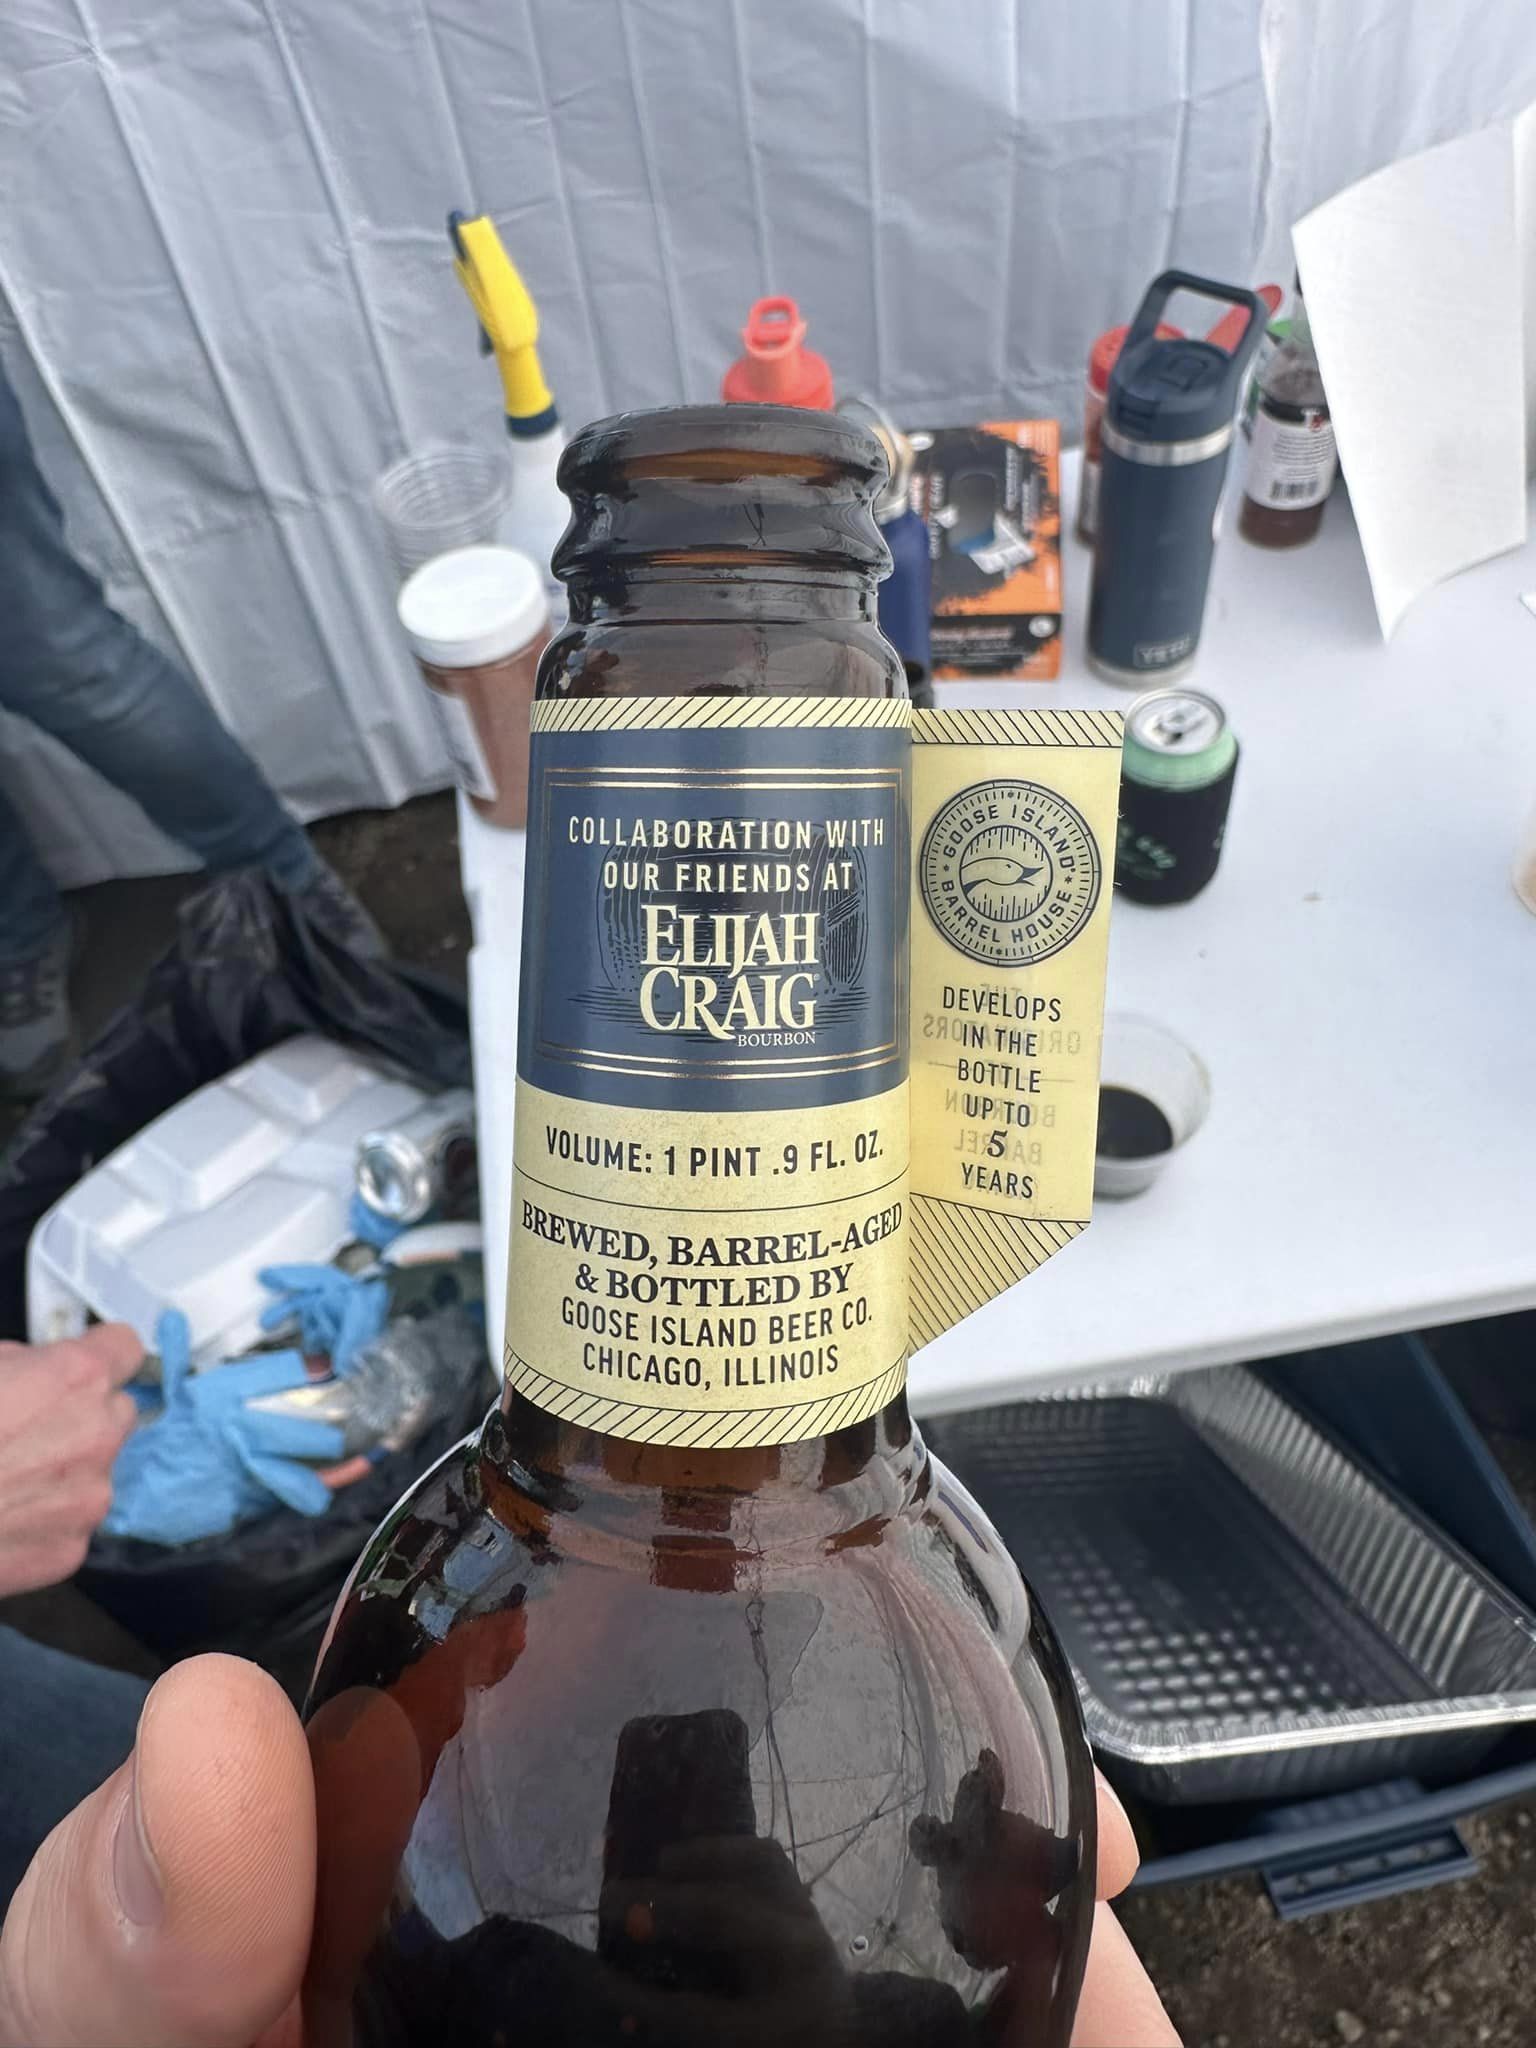 COLLABORATION WITH
OUR FRIENDS AT
ELIJAH
CRAIG
BOURBON
VOLUME: 1 PINT .9 FL. OZ.
BREWED, BARREL-AGED
& BOTTLED BY
GOOSE ISLAND BEER CO.
CHICAGO, ILLINOIS
GOOSE ISLAND
BARREL HOUSE
DEVELOPS
IN THE
BOTTLE
UP TO
5
YEARS
YETI